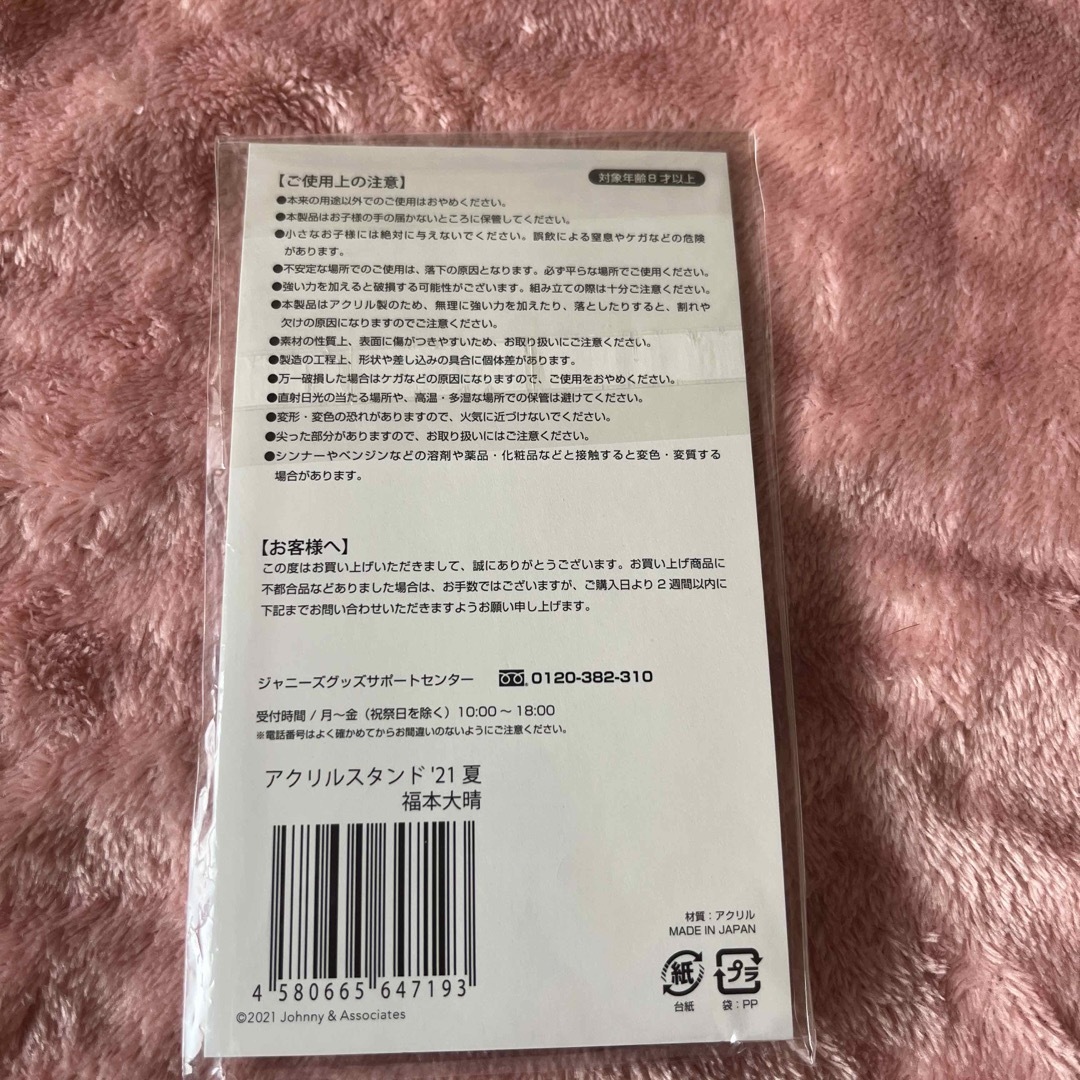 【ご使用上の注意】
対象年齢8才以上
●本来の用途以外でのご使用はおやめください。
●本製品はお子様の手の届かないところに保管してください。
●小さなお子様には絶対に与えないでください。誤飲による窒息やケガなどの危険
があります。
●不安定な場所でのご使用は、落下の原因となります。必ず平らな場所でご使用ください。
●強い力を加えると破損する可能性がございます。組み立ての際は十分ご注意ください。
●本製品はアクリル製のため、無理に強い力を加えたり、落としたりすると、割れや
欠けの原因になりますのでご注意ください。
●素材の性質上、表面に傷がつきやすいため、お取り扱いにご注意ください。
●製造の工程上、形状や差し込みの具合に個体差があります。
●万一破損した場合はケガなどの原因になりますので、ご使用をおやめください。
●直射日光の当たる場所や、高温・多湿な場所での保管は避けてください。
●変形・変色の恐れがありますので、火気に近づけないでください。
●尖った部分がありますので、お取り扱いにはご注意ください。
●シンナーやベンジンなどの溶剤や薬品・化粧品などと接触すると変色・変質する
場合があります。
【お客様へ】
この度はお買い上げいただきまして、誠にありがとうございます。お買い上げ商品に
不都合品などありました場合は、お手数ではございますが、ご購入日より2週間以内に
下記までお問い合わせいただきますようお願い申し上げます。
ジャニーズグッズサポートセンター 0120-382-310
受付時間/月〜金（祝祭日を除く）10:00〜18:00
※電話番号はよく確かめてからお間違いのないようにご注意ください。
アクリルスタンド '21 夏
福本大晴
4 580665 647193
©2021 Johnny & Associates
材質：アクリル
MADE IN JAPAN
紙
プラ
台紙
袋：PP